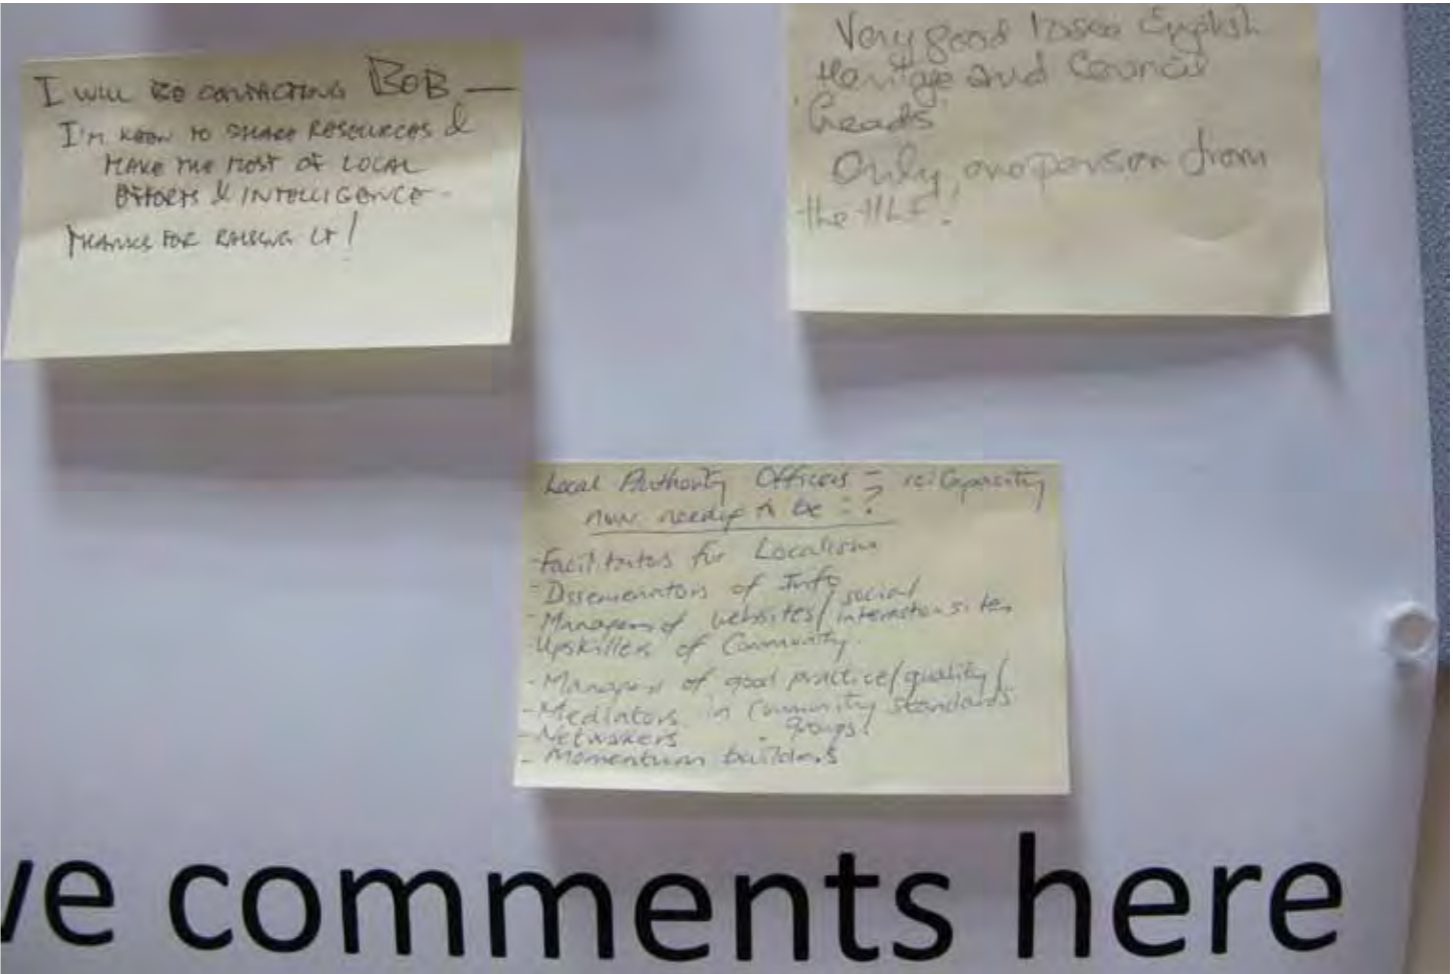 I WILL BE CONTACTING BOB —
I'M KEEN TO SHARE RESOURCES &
MAKE THE MOST OF LOCAL
EFFORTS & INTELLIGENCE -
THANKS FOR RAISING IT!
Very good to see English
Heritage and Council
'heads'
Only, one person from
the HLF!
Local Authority Officers - re: Capacity
now needing to be :- ?
- Facilitators for Localism
- Dissemenators of Info
- Managers of websites/social interaction sites
- Upskillers of Community
- Managers of good practice/quality/standards
- Mediators in Community groups.
- Networkers
- Momentum builders
ve comments here